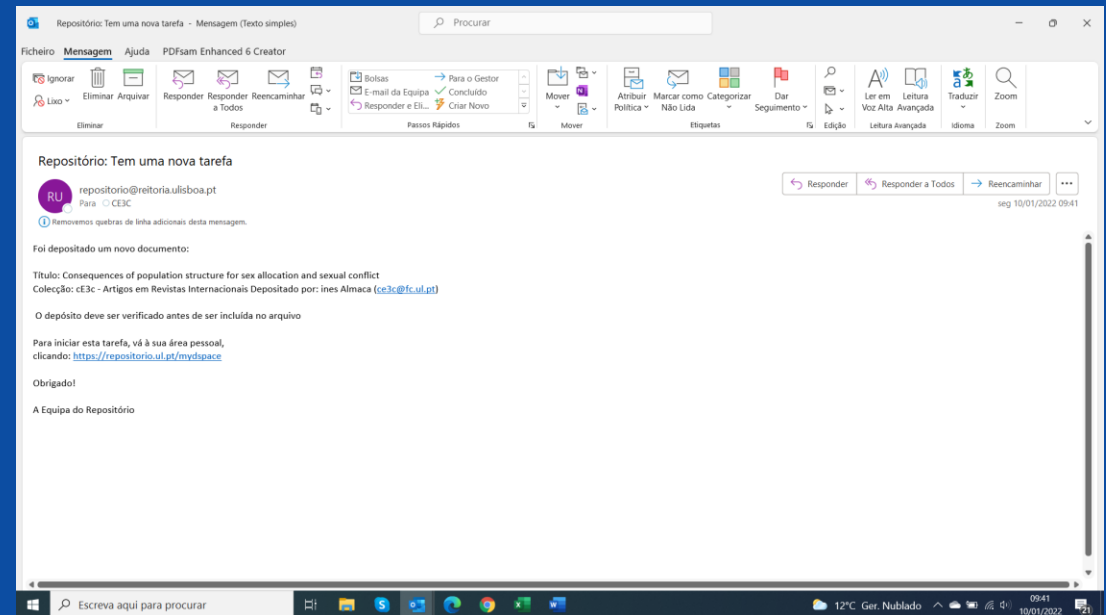 Repositório: Tem uma nova tarefa - Mensagem (Texto simples)
Procurar
Ficheiro Mensagem Ajuda PDFsam Enhanced 6 Creator
Ignorar
Lixo
Eliminar Arquivar
Eliminar
Responder Responder a Todos Reencaminhar
Responder
Bolsas
E-mail da Equipa
Responder e Eli...
Para o Gestor
Concluído
Criar Novo
Passos Rápidos
Mover
Mover
Atribuir Política
Marcar como Não Lida
Categorizar
Dar Seguimento
Etiquetas
Edição
Ler em Voz Alta
Leitura Avançada
Leitura Avançada
Traduzir
Idioma
Zoom
Zoom
Repositório: Tem uma nova tarefa
RU
repositorio@reitoria.ulisboa.pt
Para CE3C
Responder
Responder a Todos
Reencaminhar
seg 10/01/2022 09:41
Removemos quebras de linha adicionais desta mensagem.
Foi depositado um novo documento:
Título: Consequences of population structure for sex allocation and sexual conflict
Colecção: cE3c - Artigos em Revistas Internacionais Depositado por: ines Almaca (ce3c@fc.ul.pt)
O depósito deve ser verificado antes de ser incluída no arquivo
Para iniciar esta tarefa, vá à sua área pessoal,
clicando: https://repositorio.ul.pt/mydspace
Obrigado!
A Equipa do Repositório
Escreva aqui para procurar
12°C Ger. Nublado
09:41
10/01/2022
21